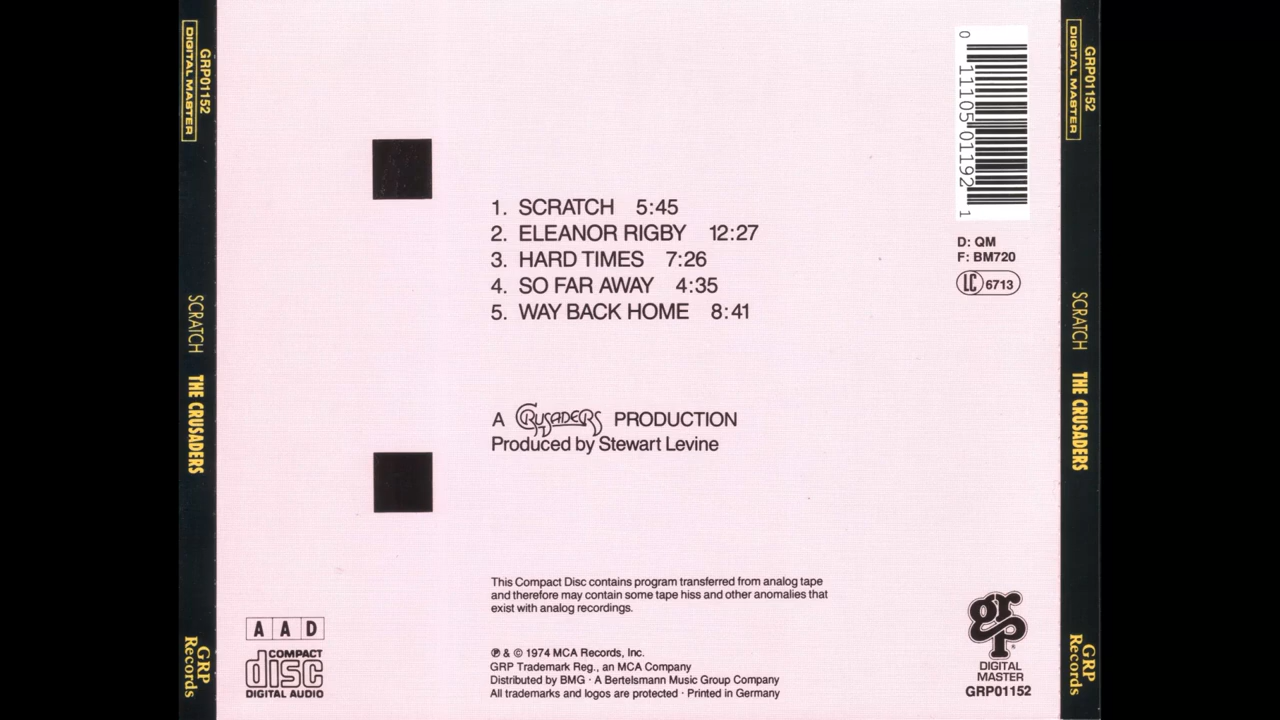 GRP01152
DIGITAL MASTER
SCRATCH THE CRUSADERS
GRP
Records
1. SCRATCH 5:45
2. ELEANOR RIGBY 12:27
3. HARD TIMES 7:26
4. SO FAR AWAY 4:35
5. WAY BACK HOME 8:41
A CRUSADERS PRODUCTION
Produced by Stewart Levine
This Compact Disc contains program transferred from analog tape
and therefore may contain some tape hiss and other anomalies that
exist with analog recordings.
℗ & © 1974 MCA Records, Inc.
GRP Trademark Reg., an MCA Company
Distributed by BMG · A Bertelsmann Music Group Company
All trademarks and logos are protected · Printed in Germany
A A D
COMPACT
disc
DIGITAL AUDIO
0 11105 01192 1
D: QM
F: BM720
LC 6713
grp ®
DIGITAL
MASTER
GRP01152
GRP01152
DIGITAL MASTER
SCRATCH THE CRUSADERS
GRP
Records